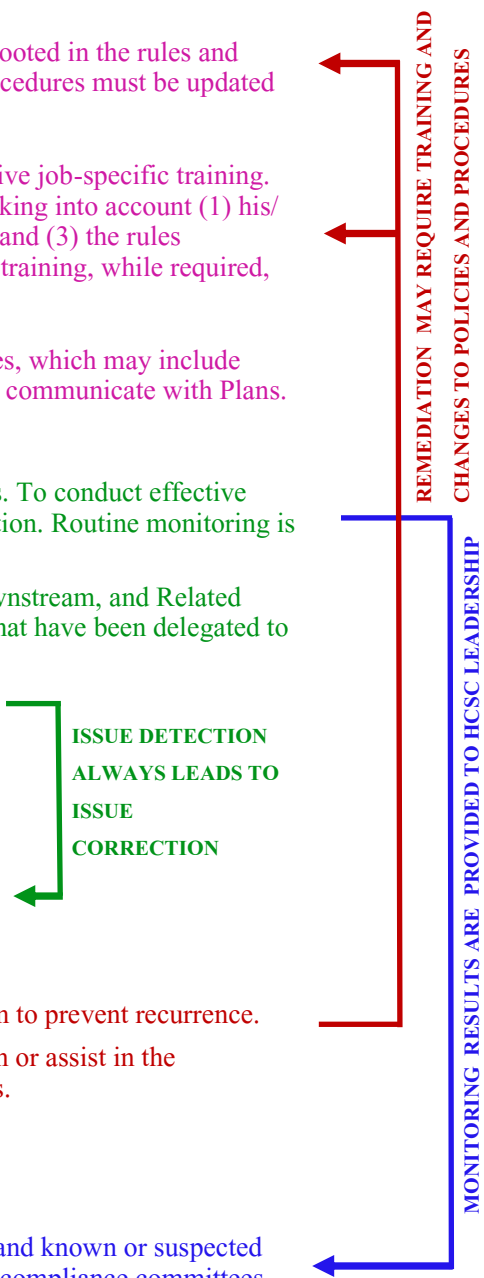 ooted in the rules and
ocedures must be updated
ive job-specific training.
king into account (1) his/
and (3) the rules
training, while required,
es, which may include
communicate with Plans.
s. To conduct effective
tion. Routine monitoring is
wnstream, and Related
hat have been delegated to
ISSUE DETECTION
ALWAYS LEADS TO
ISSUE
CORRECTION
n to prevent recurrence.
n or assist in the
s.
and known or suspected
compliance committees
REMEDIATION MAY REQUIRE TRAINING AND
CHANGES TO POLICIES AND PROCEDURES
MONITORING RESULTS ARE PROVIDED TO HCSC LEADERSHIP